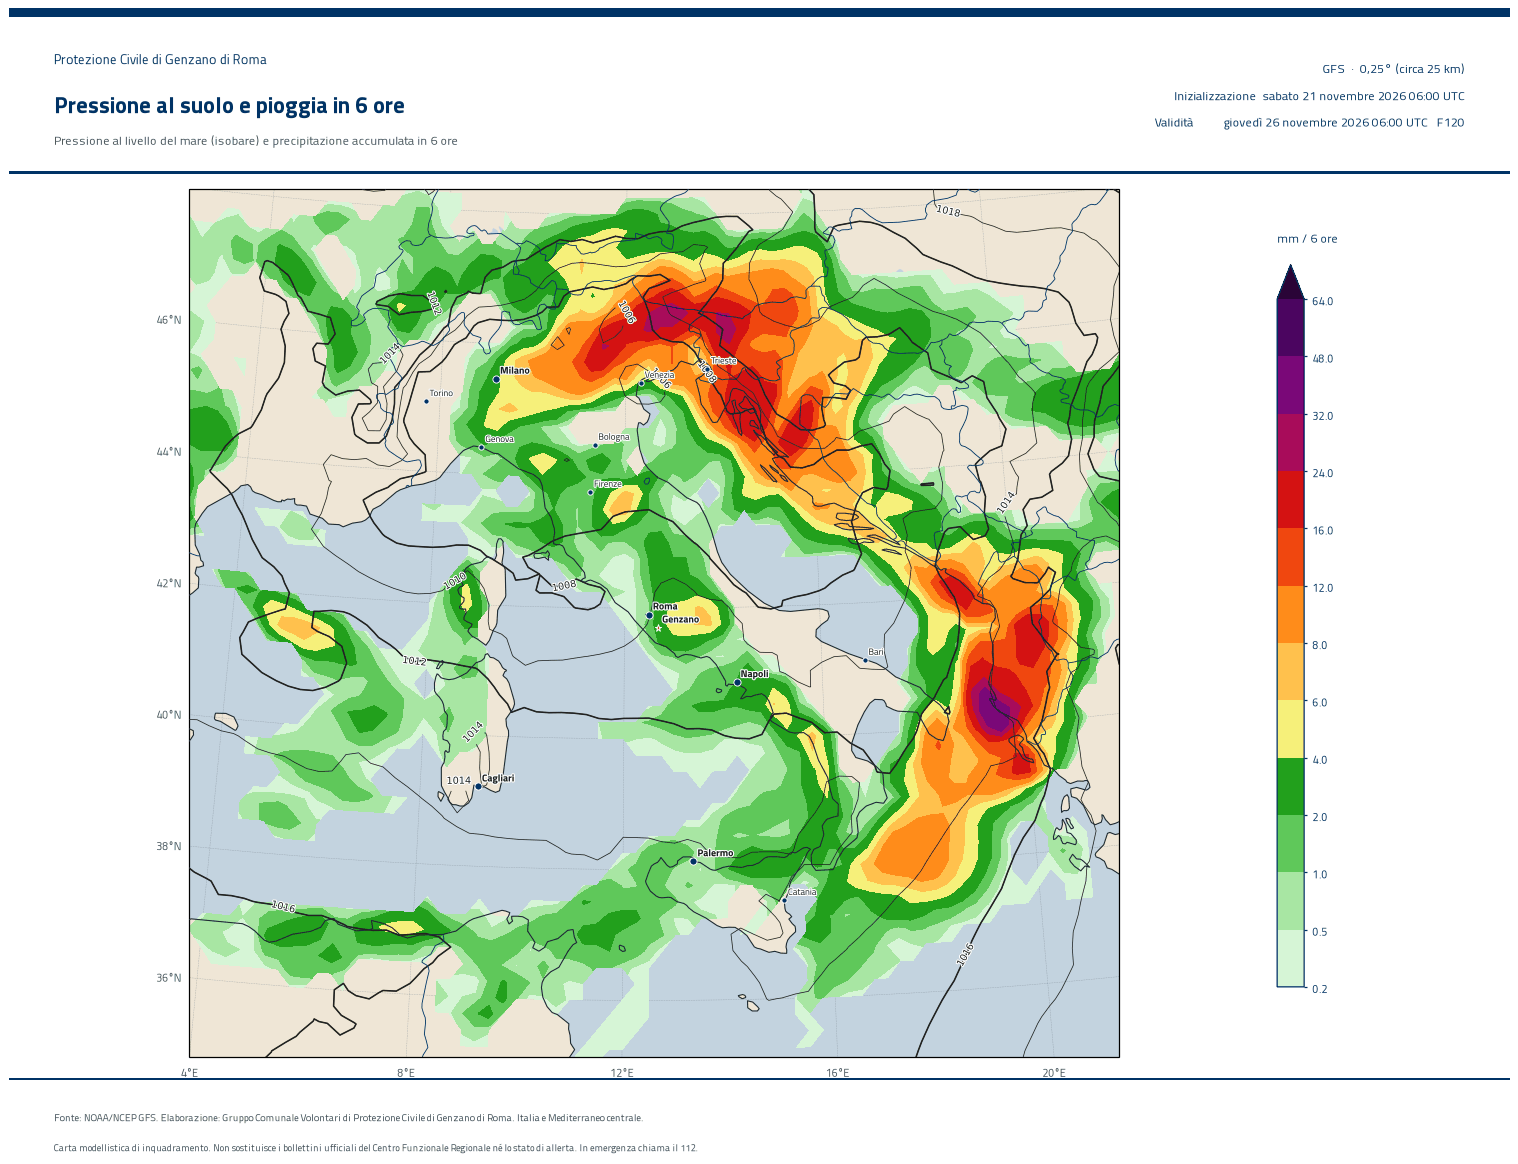 Protezione Civile di Genzano di Roma
Pressione al suolo e pioggia in 6 ore
Pressione al livello del mare (isobare) e precipitazione accumulata in 6 ore
GFS · 0,25° (circa 25 km)
Inizializzazione sabato 21 novembre 2026 06:00 UTC
Validità giovedì 26 novembre 2026 06:00 UTC F120
mm / 6 ore
64.0
48.0
32.0
24.0
16.0
12.0
8.0
6.0
4.0
2.0
1.0
0.5
0.2
46°N
44°N
42°N
40°N
38°N
36°N
4°E
8°E
12°E
16°E
20°E
1018
1012
1006
1014
1008
1006
Trieste
Venezia
Milano
Torino
Genova
Bologna
Firenze
1014
1010
1008
Roma
Genzano
1012
Bari
Napoli
1014
1014
Cagliari
Palermo
Catania
1016
1016
Fonte: NOAA/NCEP GFS. Elaborazione: Gruppo Comunale Volontari di Protezione Civile di Genzano di Roma. Italia e Mediterraneo centrale.
Carta modellistica di inquadramento. Non sostituisce i bollettini ufficiali del Centro Funzionale Regionale né lo stato di allerta. In emergenza chiama il 112.